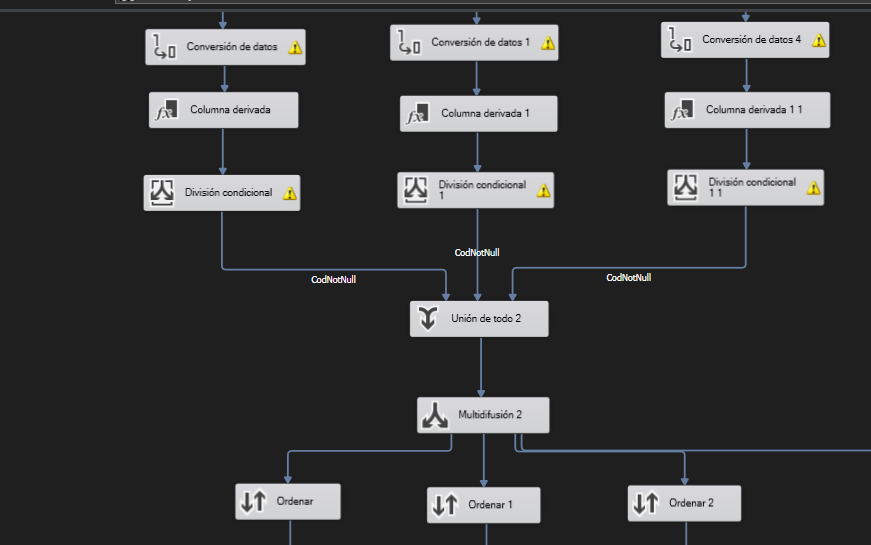 Conversión de datos
Conversión de datos 1
Conversión de datos 4
Columna derivada
Columna derivada 1
Columna derivada 1 1
División condicional
División condicional
1
División condicional
1 1
CodNotNull
CodNotNull
CodNotNull
Unión de todo 2
Multidifusión 2
Ordenar
Ordenar 1
Ordenar 2